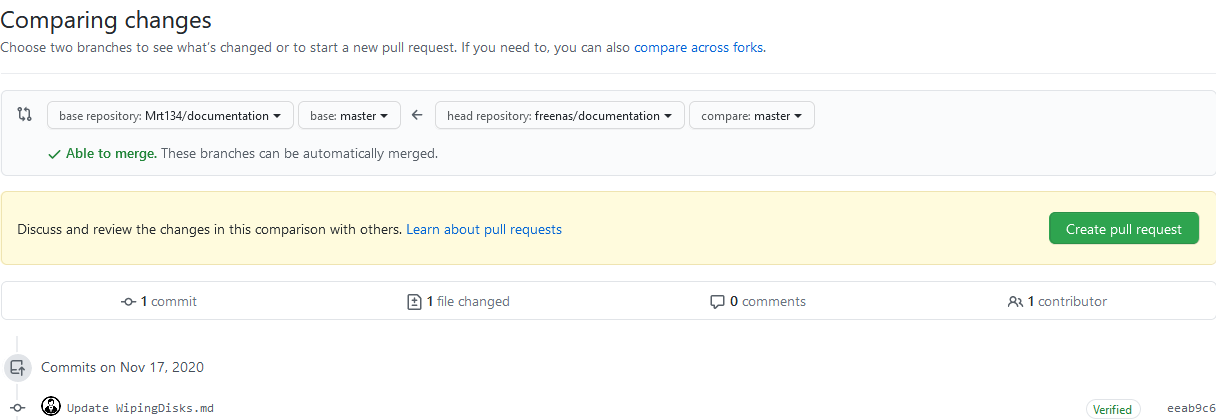 Comparing changes
Choose two branches to see what's changed or to start a new pull request. If you need to, you can also compare across forks.
base repository: Mrt134/documentation base: master head repository: freenas/documentation compare: master
Able to merge. These branches can be automatically merged.
Discuss and review the changes in this comparison with others. Learn about pull requests Create pull request
1 commit 1 file changed 0 comments 1 contributor
Commits on Nov 17, 2020
Update WipingDisks.md Verified eeab9c6